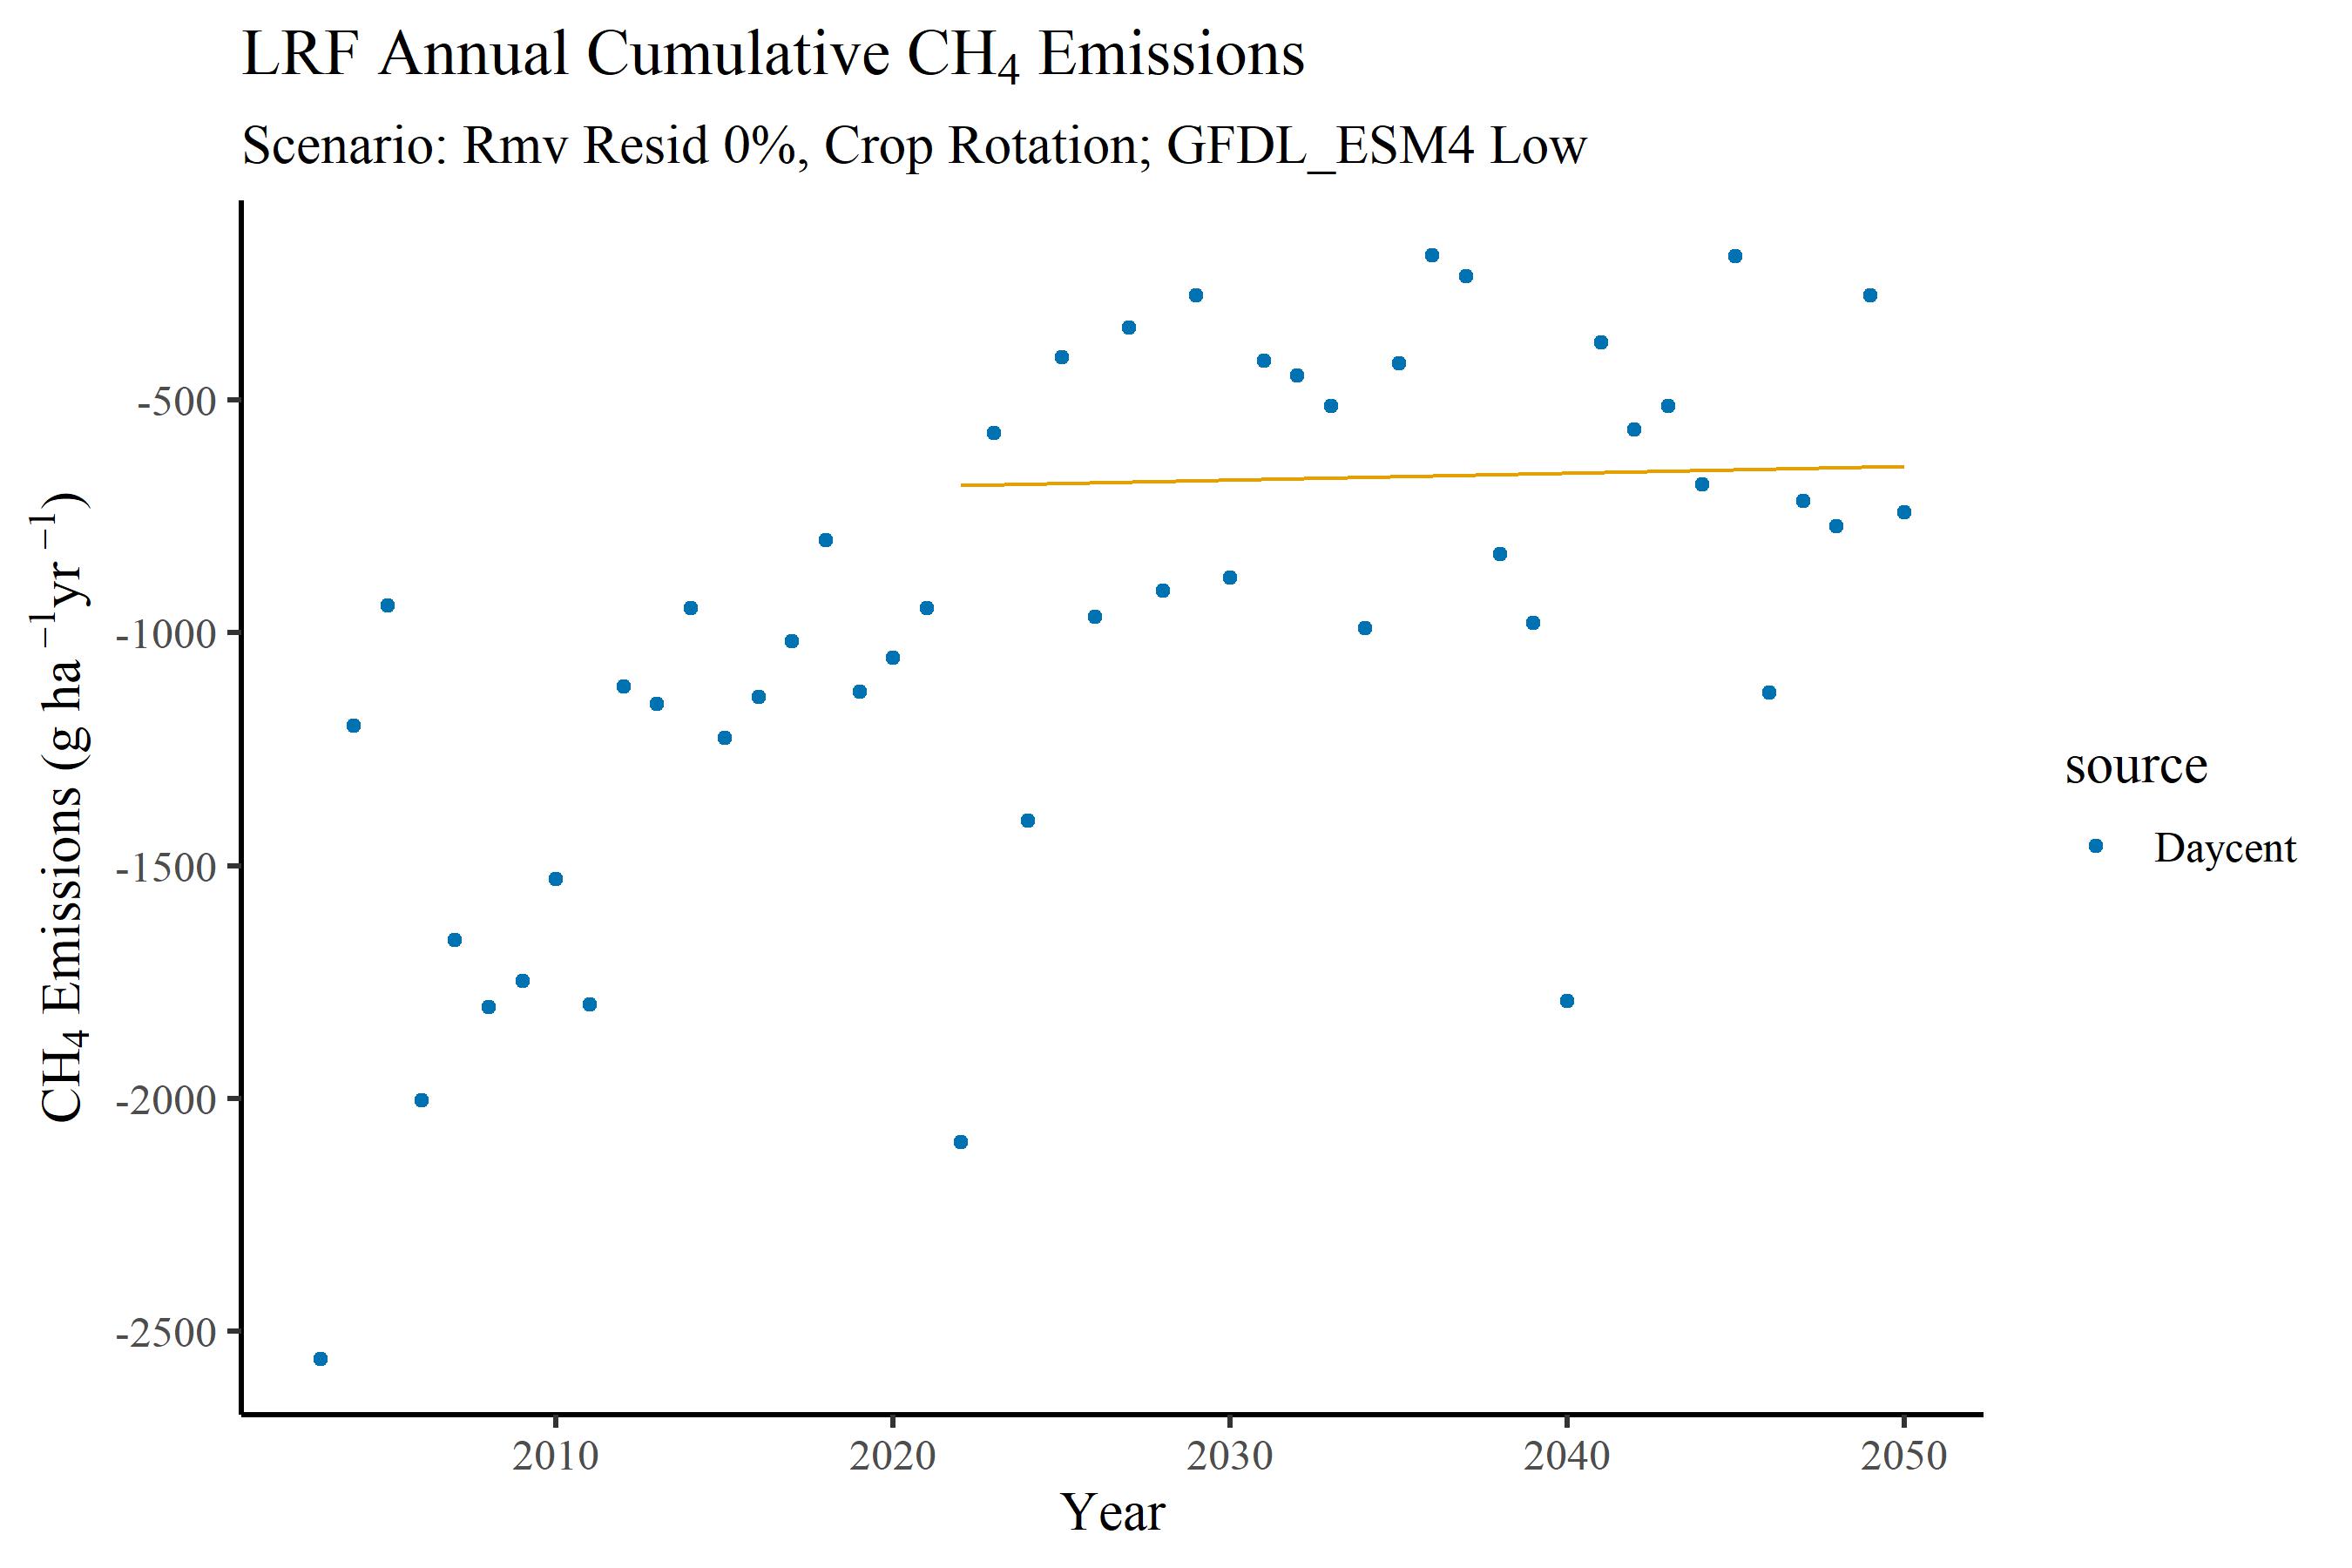 LRF Annual Cumulative CH₄ Emissions
Scenario: Rmv Resid 0%, Crop Rotation; GFDL_ESM4 Low
CH₄ Emissions (g ha ⁻¹yr ⁻¹)
-500
-1000
-1500
-2000
-2500
2010 2020 2030 2040 2050
Year
source
Daycent